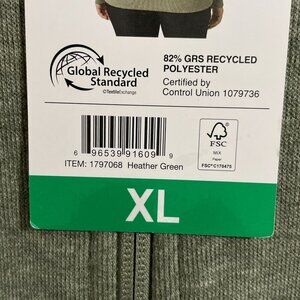 Global Recycled
Standard
©TextileExchange
82% GRS RECYCLED
POLYESTER
Certified by
Control Union 1079736
6 96539 91609 9
ITEM: 1797068 Heather Green
FSC
MIX
Paper
FSC® C175475
XL